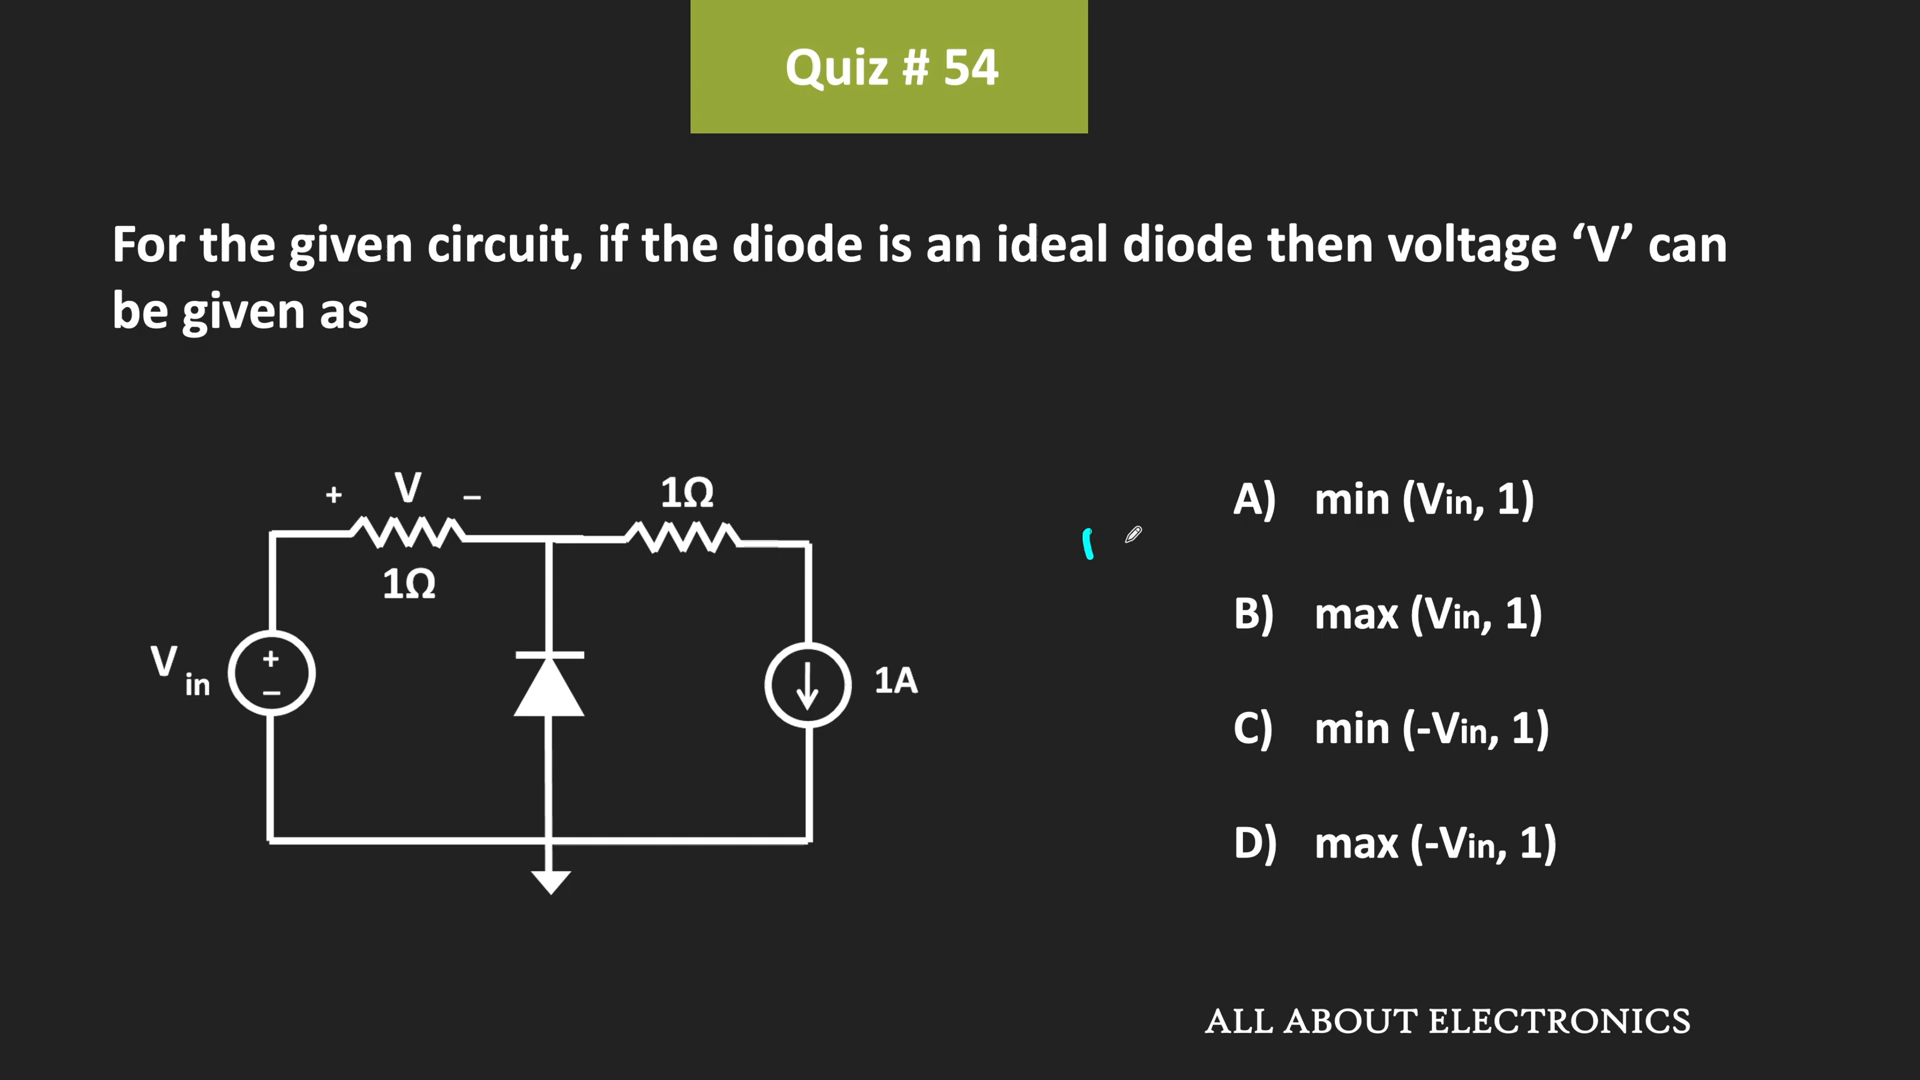 Quiz # 54
For the given circuit, if the diode is an ideal diode then voltage ‘V’ can
be given as
+ V −
1Ω
1Ω
V in
+
−
1A
A) min (Vin, 1)
B) max (Vin, 1)
C) min (-Vin, 1)
D) max (-Vin, 1)
ALL ABOUT ELECTRONICS